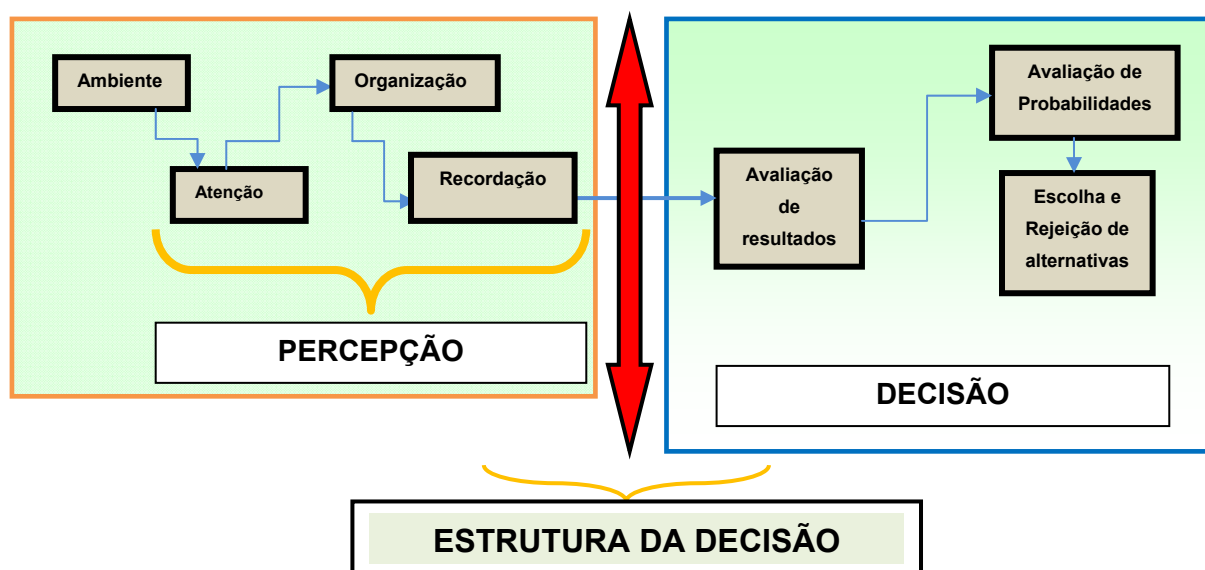 Ambiente
Atenção
Organização
Recordação
PERCEPÇÃO
Avaliação
de
resultados
Avaliação de
Probabilidades
Escolha e
Rejeição de
alternativas
DECISÃO
ESTRUTURA DA DECISÃO